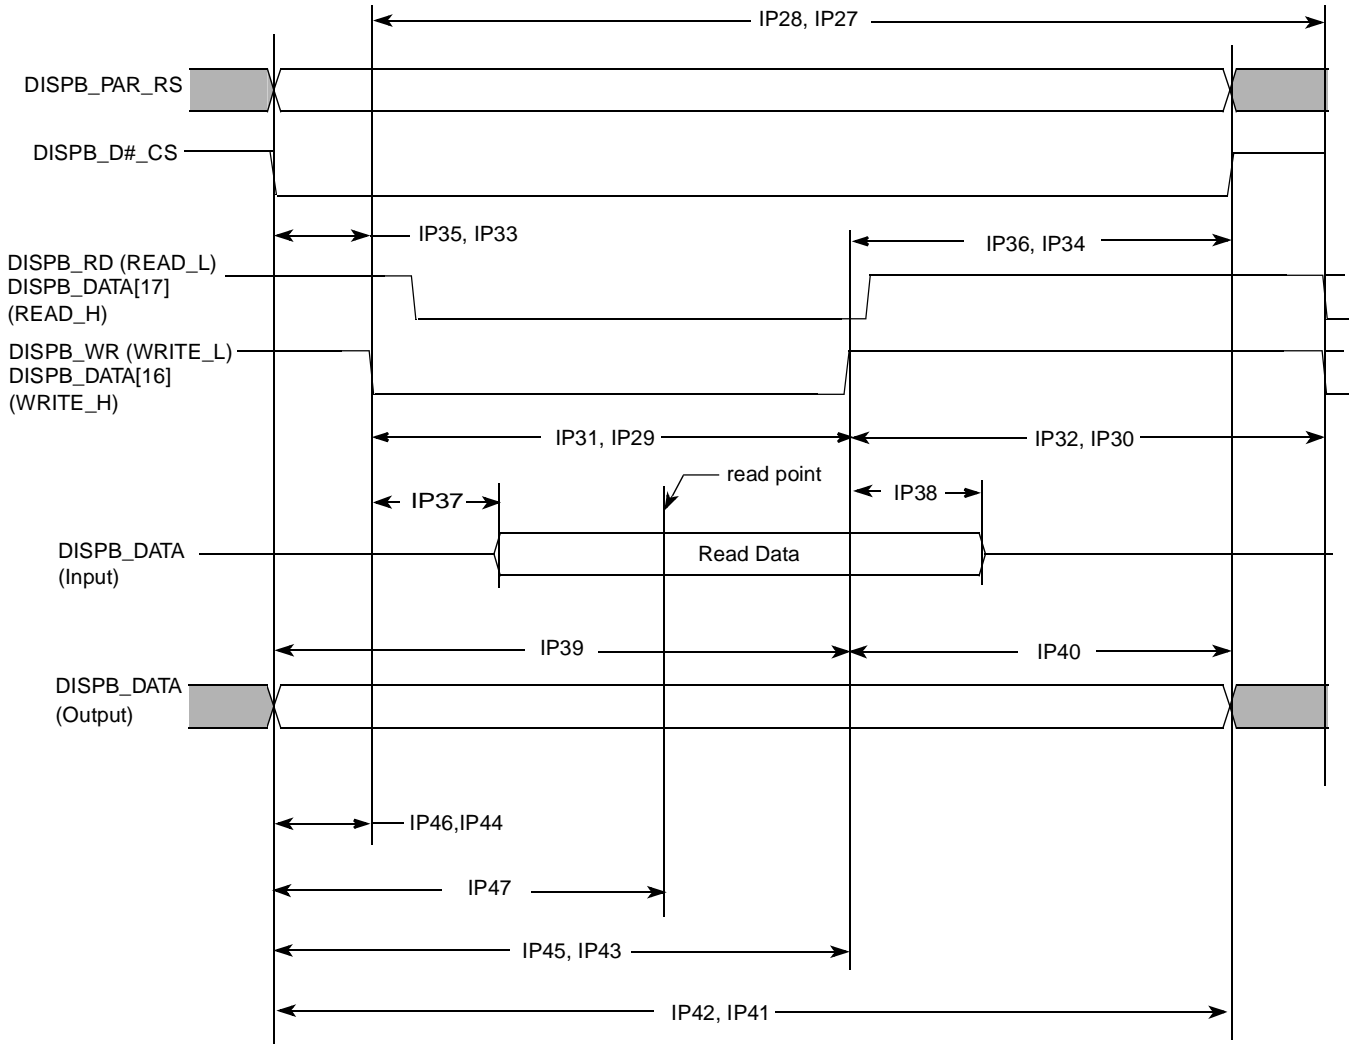 IP28, IP27
DISPB_PAR_RS
DISPB_D#_CS
IP35, IP33
IP36, IP34
DISPB_RD (READ_L)
DISPB_DATA[17]
(READ_H)
DISPB_WR (WRITE_L)
DISPB_DATA[16]
(WRITE_H)
IP31, IP29
IP32, IP30
read point
IP37
IP38
DISPB_DATA
(Input)
Read Data
IP39
IP40
DISPB_DATA
(Output)
IP46,IP44
IP47
IP45, IP43
IP42, IP41